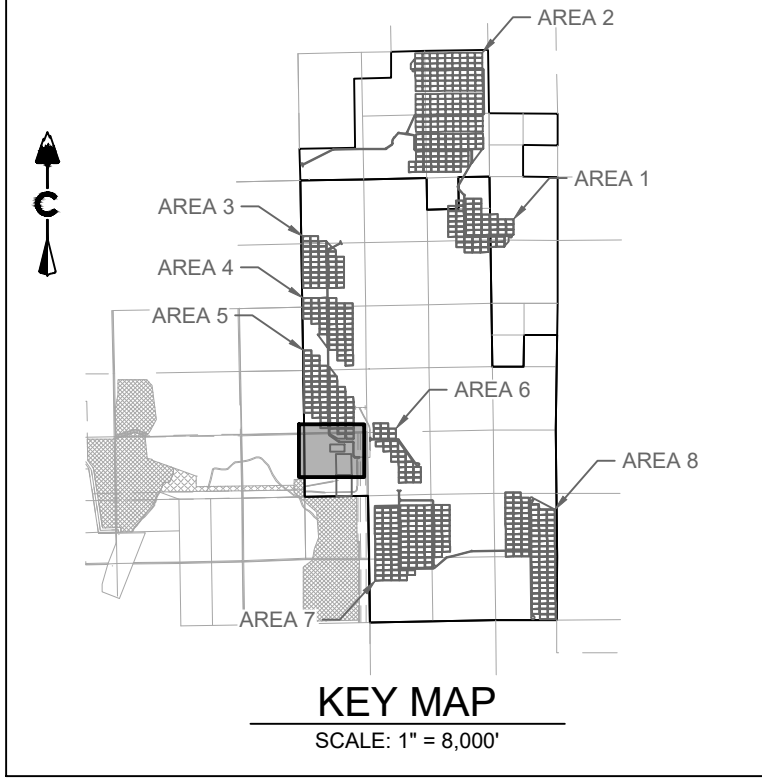 AREA 2
AREA 1
AREA 3
AREA 4
AREA 5
AREA 6
AREA 8
AREA 7
C
KEY MAP
SCALE: 1" = 8,000'